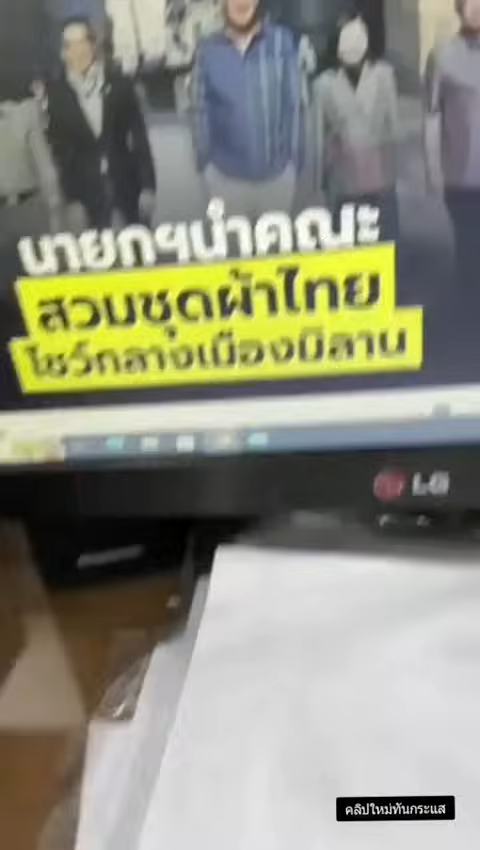 นายกฯนำคณะ
สวมชุดผ้าไทย
โชว์กลางเมืองมิลาน
LG
คลิปใหม่ทันกระแส